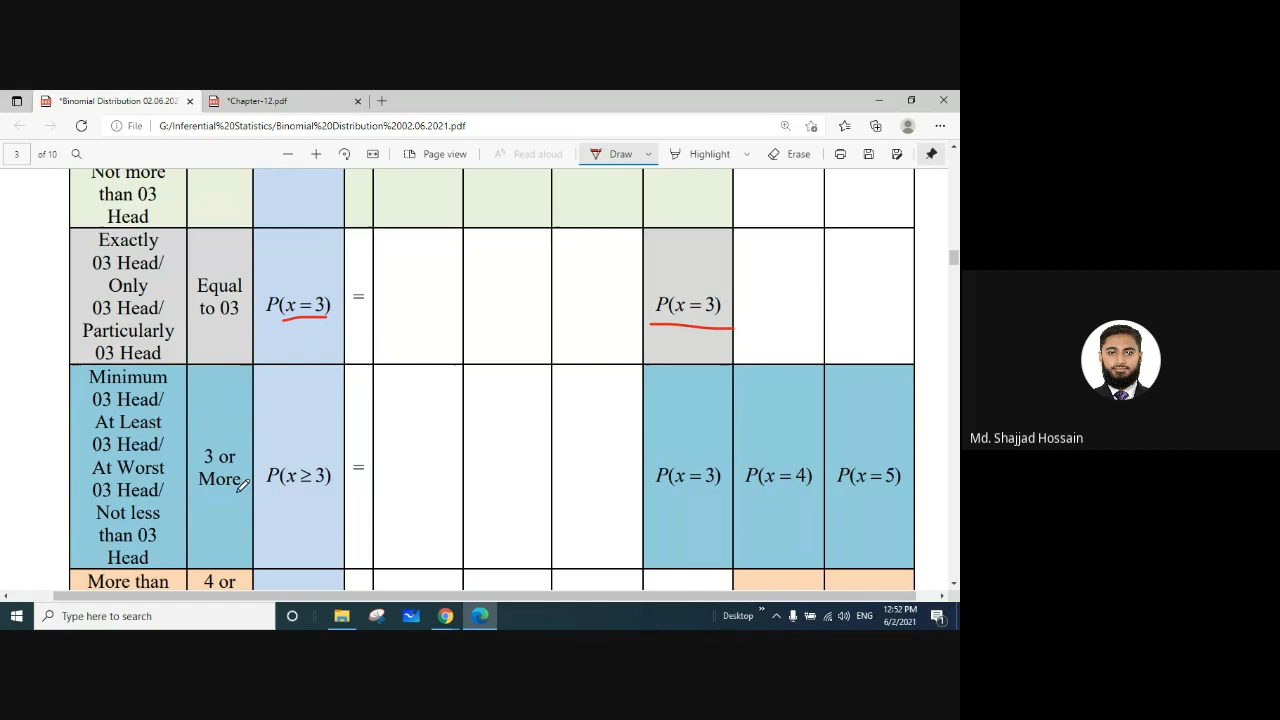 *Binomial Distribution 02.06.202
*Chapter-12.pdf
File
G:/Inferential%20Statistics/Binomial%20Distribution%2002.06.2021.pdf
3
of 10
Page view
Read aloud
Draw
Highlight
Erase
Not more
than 03
Head
Exactly
03 Head/
Only
03 Head/
Particularly
03 Head
Equal
to 03
P(x = 3)
=
P(x = 3)
Minimum
03 Head/
At Least
03 Head/
At Worst
03 Head/
Not less
than 03
Head
3 or
More
P(x ≥ 3)
=
P(x = 3)
P(x = 4)
P(x = 5)
More than
4 or
Md. Shajjad Hossain
Type here to search
Desktop
ENG
12:52 PM
6/2/2021
1